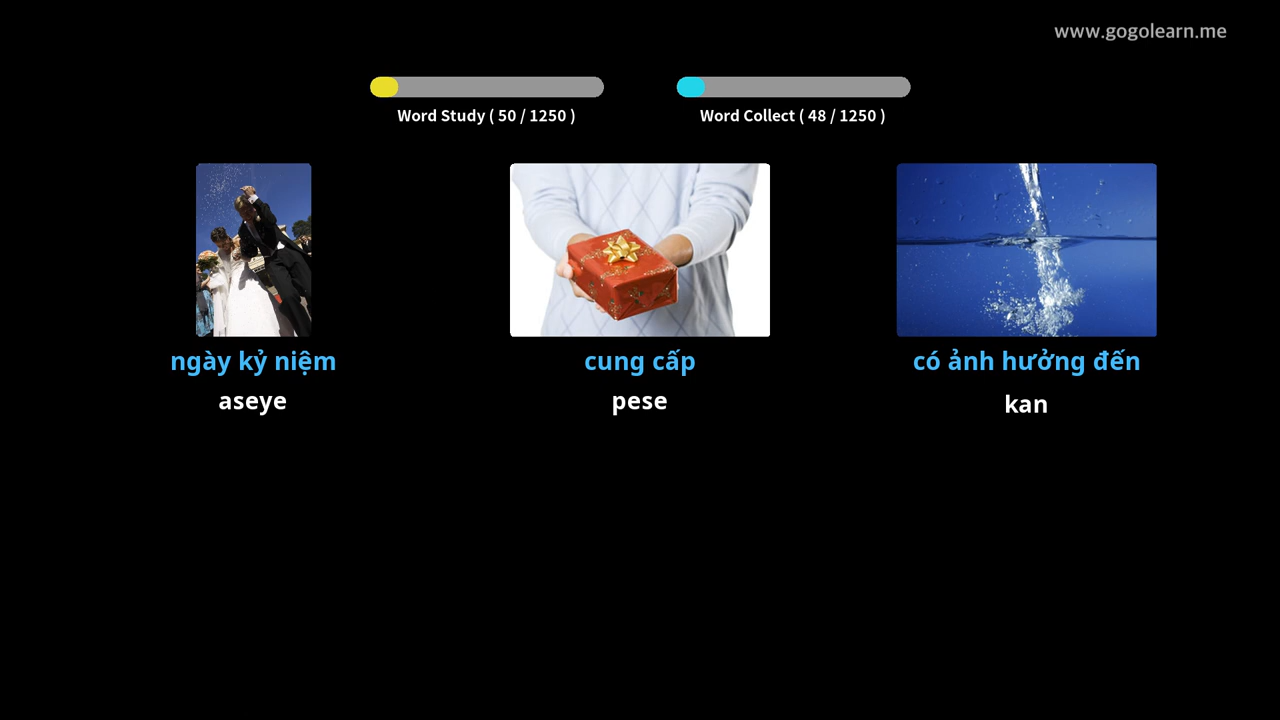 www.gogolearn.me
Word Study ( 50 / 1250 )
Word Collect ( 48 / 1250 )
ngày kỷ niệm
cung cấp
có ảnh hưởng đến
aseye
pese
kan